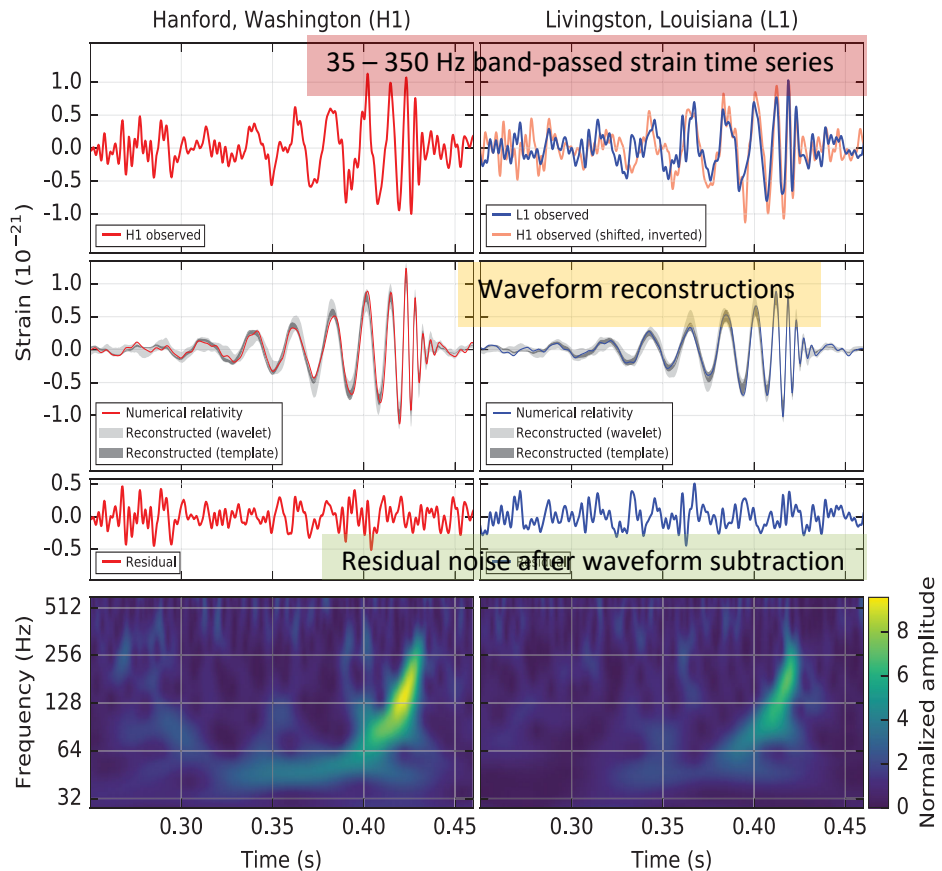 Hanford, Washington (H1)
Livingston, Louisiana (L1)
35 – 350 Hz band-passed strain time series
1.0
0.5
0.0
-0.5
-1.0
H1 observed
L1 observed
H1 observed (shifted, inverted)
Strain (10⁻²¹)
Waveform reconstructions
1.0
0.5
0.0
-0.5
-1.0
Numerical relativity
Reconstructed (wavelet)
Reconstructed (template)
Numerical relativity
Reconstructed (wavelet)
Reconstructed (template)
0.5
0.0
-0.5
Residual
Residual
Residual noise after waveform subtraction
Frequency (Hz)
512
256
128
64
32
Normalized amplitude
8
6
4
2
0
0.30
0.35
0.40
0.45
0.30
0.35
0.40
0.45
Time (s)
Time (s)